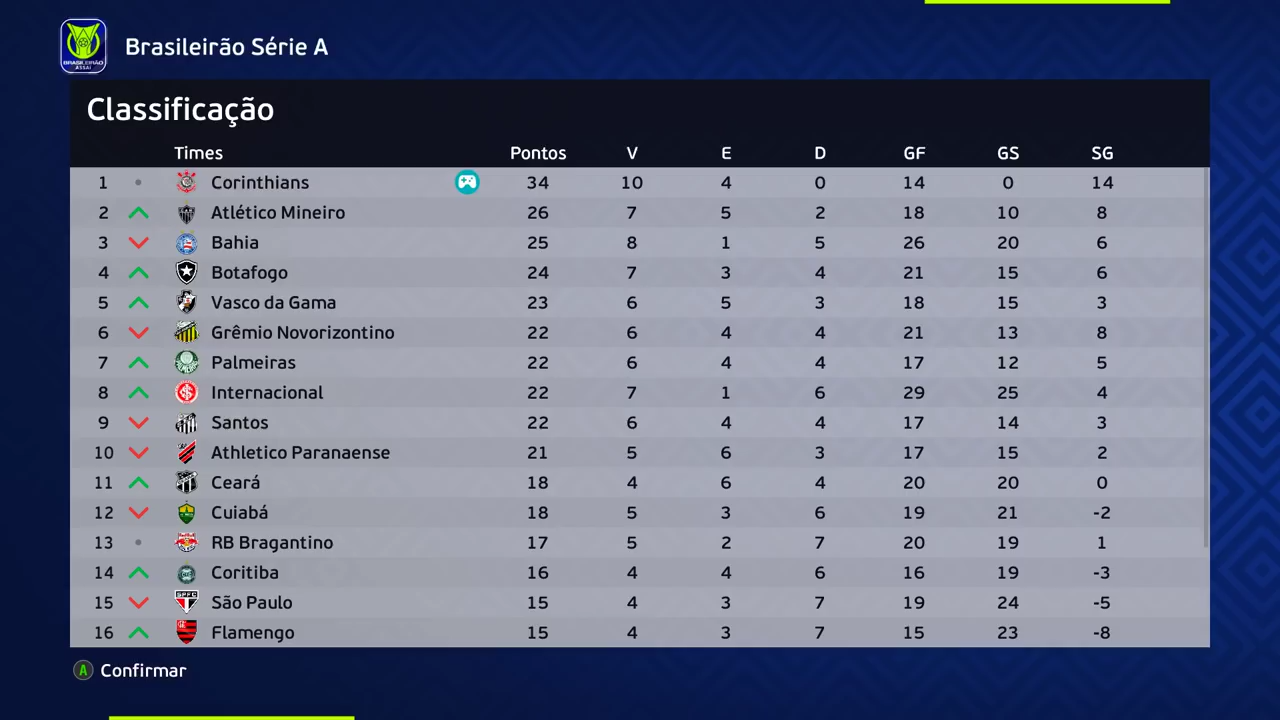 BRASILEIRÃO
ASSAÍ
Brasileirão Série A
Classificação
Times Pontos V E D GF GS SG
1 Corinthians 34 10 4 0 14 0 14
2 Atlético Mineiro 26 7 5 2 18 10 8
3 Bahia 25 8 1 5 26 20 6
4 Botafogo 24 7 3 4 21 15 6
5 Vasco da Gama 23 6 5 3 18 15 3
6 Grêmio Novorizontino 22 6 4 4 21 13 8
7 Palmeiras 22 6 4 4 17 12 5
8 Internacional 22 7 1 6 29 25 4
9 Santos 22 6 4 4 17 14 3
10 Athletico Paranaense 21 5 6 3 17 15 2
11 Ceará 18 4 6 4 20 20 0
12 Cuiabá 18 5 3 6 19 21 -2
13 RB Bragantino 17 5 2 7 20 19 1
14 Coritiba 16 4 4 6 16 19 -3
15 São Paulo 15 4 3 7 19 24 -5
16 Flamengo 15 4 3 7 15 23 -8
A Confirmar